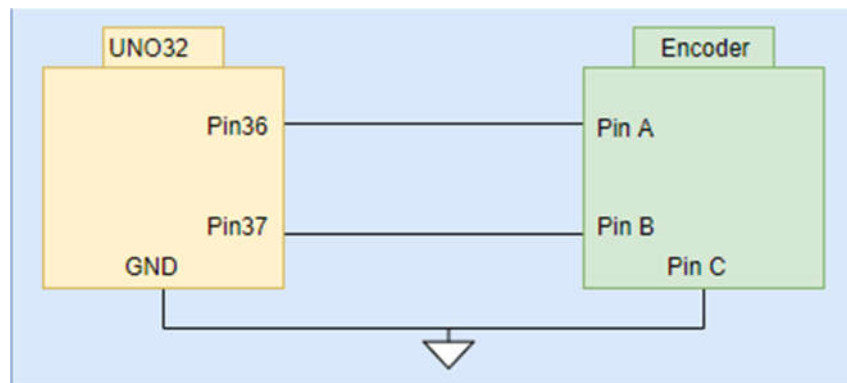 UNO32
Encoder
Pin36
Pin A
Pin37
Pin B
GND
Pin C